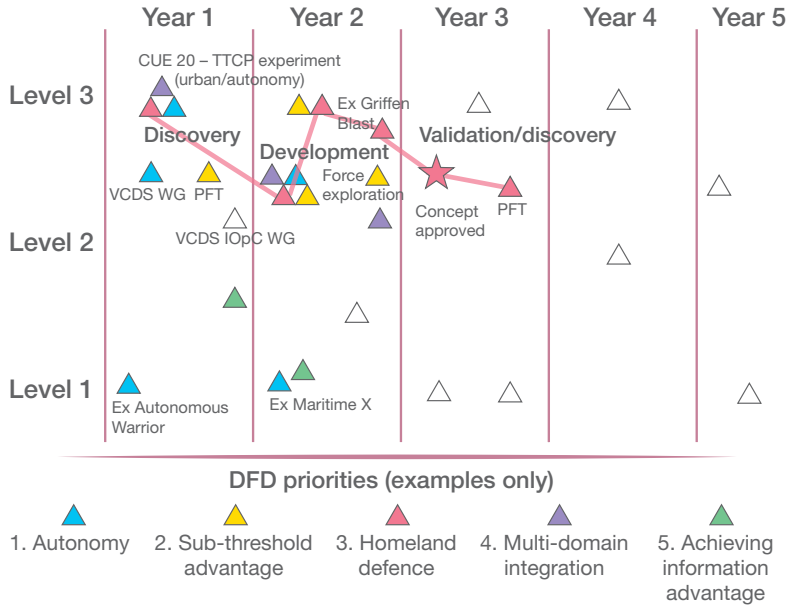 Year 1
Year 2
Year 3
Year 4
Year 5
Level 3
Level 2
Level 1
CUE 20 – TTCP experiment
(urban/autonomy)
Discovery
VCDS WG
PFT
VCDS IOpC WG
Ex Autonomous
Warrior
Ex Griffen
Blast
Development
Force
exploration
Ex Maritime X
Validation/discovery
Concept
approved
PFT
DFD priorities (examples only)
1. Autonomy
2. Sub-threshold
advantage
3. Homeland
defence
4. Multi-domain
integration
5. Achieving
information
advantage